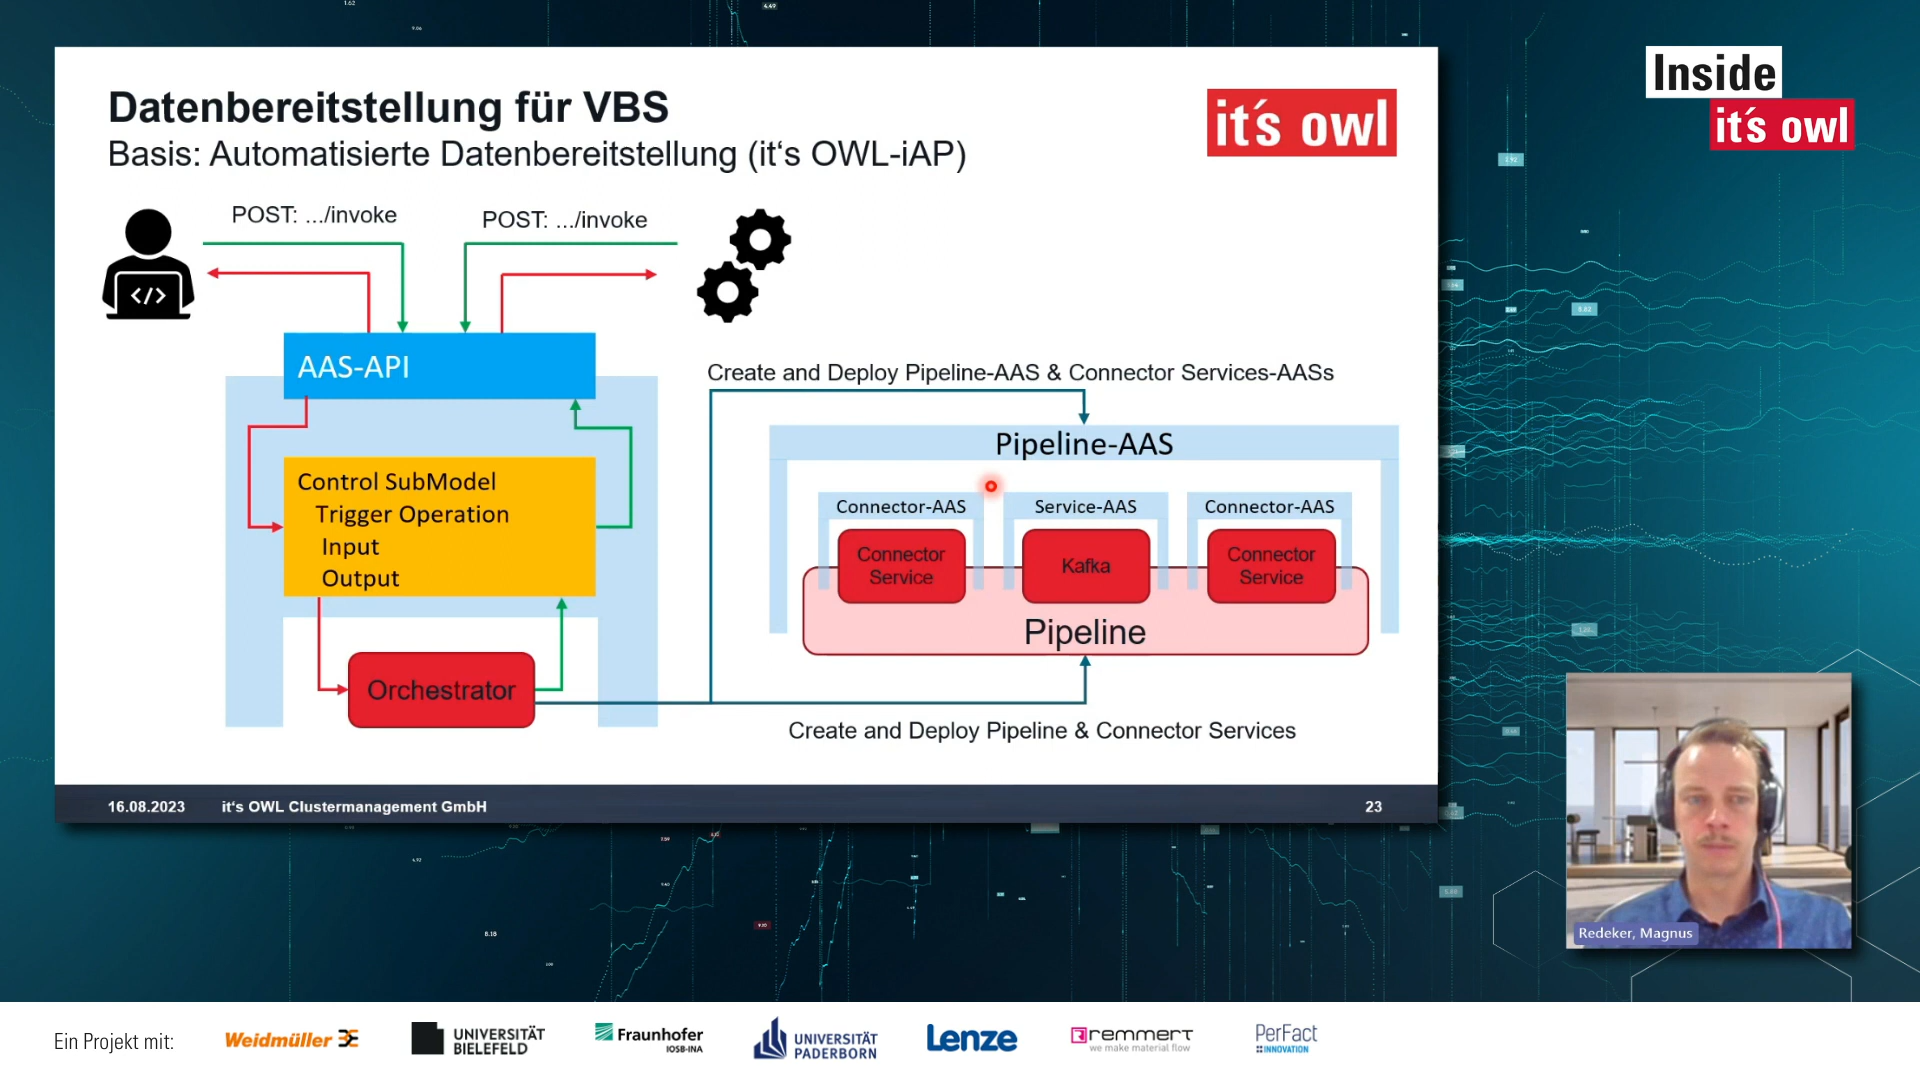 Datenbereitstellung für VBS
Basis: Automatisierte Datenbereitstellung (it's OWL-iAP)
it's owl
Inside
it's owl
POST: .../invoke
POST: .../invoke
</>
AAS-API
Control SubModel
Trigger Operation
Input
Output
Orchestrator
Create and Deploy Pipeline-AAS & Connector Services-AASs
Pipeline-AAS
Connector-AAS
Service-AAS
Connector-AAS
Connector
Service
Kafka
Connector
Service
Pipeline
Create and Deploy Pipeline & Connector Services
16.08.2023
it's OWL Clustermanagement GmbH
23
Redeker, Magnus
Ein Projekt mit:
Weidmüller
UNIVERSITÄT
BIELEFELD
Fraunhofer
IOSB-INA
UNIVERSITÄT
PADERBORN
Lenze
remmert
we make material flow
PerFact
INNOVATION